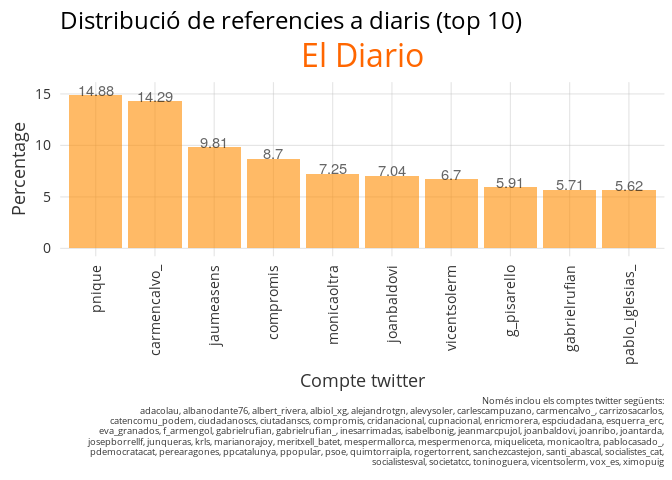 Distribució de referencies a diaris (top 10)
El Diario
15
10
5
0
Percentage
14.88
14.29
9.81
8.7
7.25
7.04
6.7
5.91
5.71
5.62
pnique
carmencalvo_
jaumeasens
compromis
monicaoltra
joanbaldovi
vicentsolerm
g_pisarello
gabrielrufian
pablo_iglesias_
Compte twitter
Només inclou els comptes twitter següents:
adacolau, albanodante76, albert_rivera, albiol_xg, alejandrotgn, alevysoler, carlescampuzano, carmencalvo_, carrizosacarlos,
catencomu_podem, ciudadanoscs, ciutadanscs, compromis, cridanacional, cupnacional, enricmorera, espciudadana, esquerra_erc,
eva_granados, f_armengol, gabrielrufian, gabrielrufian_, inesarrimadas, isabelbonig, jeanmarcpujol, joanbaldovi, joanribo, joantarda,
josepborrellf, junqueras, krls, marianorajoy, meritxell_batet, mespermallorca, mespermenorca, miqueliceta, monicaoltra, pablocasado_,
pdemocratacat, perearagones, ppcatalunya, ppopular, psoe, quimtorraipla, rogertorrent, sanchezcastejon, santi_abascal, socialistes_cat,
socialistesval, societatcc, toninoguera, vicentsolerm, vox_es, ximopuig